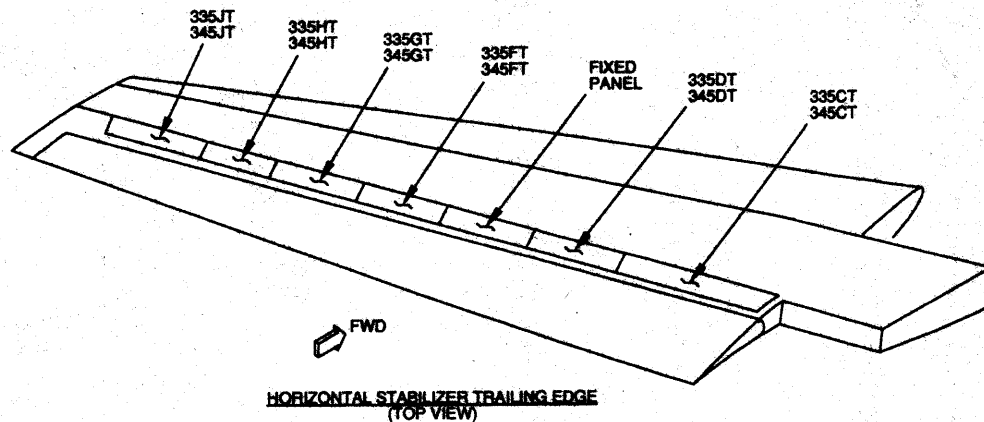 335JT
345JT
335HT
345HT
335GT
345GT
335FT
345FT
FIXED
PANEL
335DT
345DT
335CT
345CT
FWD
HORIZONTAL STABILIZER TRAILING EDGE
(TOP VIEW)